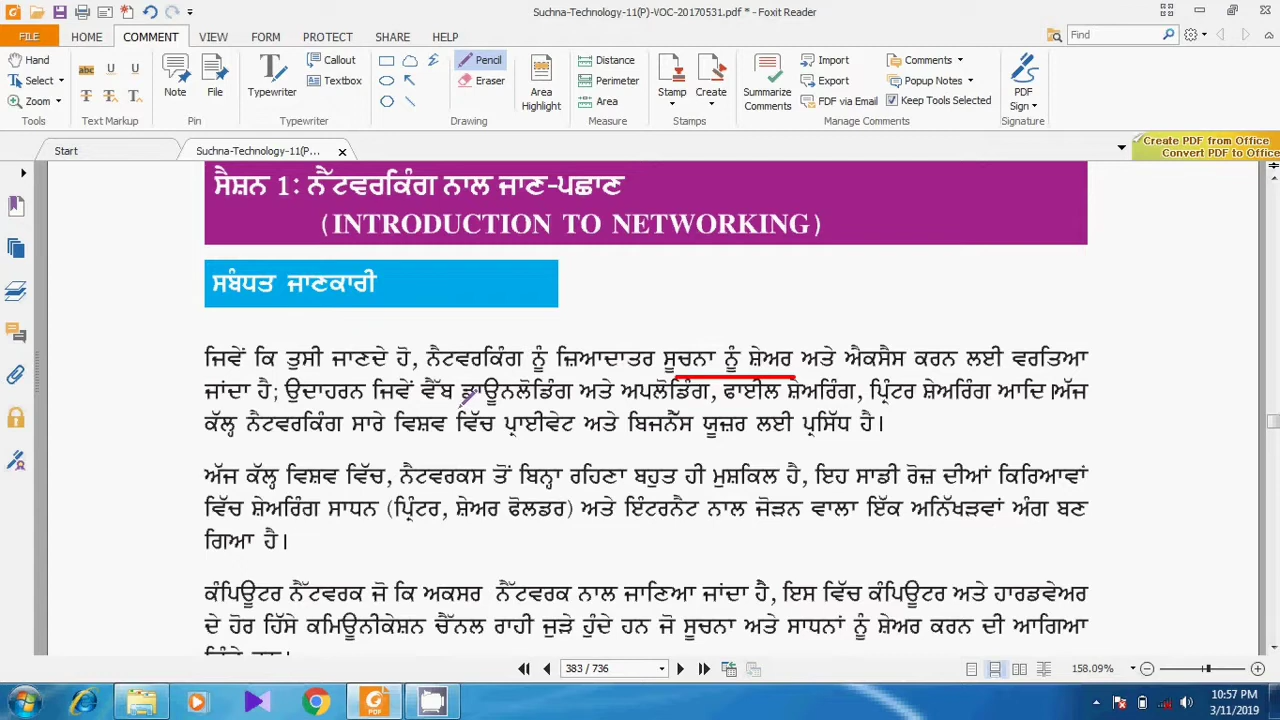 Suchna-Technology-11(P)-VOC-20170531.pdf * - Foxit Reader
FILE HOME COMMENT VIEW FORM PROTECT SHARE HELP Find
Hand Select Zoom Tools
Text Markup
Note File Pin
Typewriter Callout Textbox Typewriter
Pencil Eraser Area Highlight Drawing
Distance Perimeter Area Measure
Stamp Create Stamps
Summarize Comments Import Export FDF via Email Comments Popup Notes Keep Tools Selected Manage Comments
PDF Sign Signature
Start Suchna-Technology-11(P... Create PDF from Office
Convert PDF to Office
ਸੈਸ਼ਨ 1: ਨੈੱਟਵਰਕਿੰਗ ਨਾਲ ਜਾਣ-ਪਛਾਣ
(INTRODUCTION TO NETWORKING)
ਸਬੰਧਤ ਜਾਣਕਾਰੀ
ਜਿਵੇਂ ਕਿ ਤੁਸੀ ਜਾਣਦੇ ਹੋ, ਨੈਟਵਰਕਿੰਗ ਨੂੰ ਜ਼ਿਆਦਾਤਰ ਸੂਚਨਾ ਨੂੰ ਸ਼ੇਅਰ ਅਤੇ ਐਕਸੈਸ ਕਰਨ ਲਈ ਵਰਤਿਆ
ਜਾਂਦਾ ਹੈ; ਉਦਾਹਰਨ ਜਿਵੇਂ ਵੈੱਬ ਡਾਊਨਲੋਡਿੰਗ ਅਤੇ ਅਪਲੋਡਿੰਗ, ਫਾਈਲ ਸ਼ੇਅਰਿੰਗ, ਪ੍ਰਿੰਟਰ ਸ਼ੇਅਰਿੰਗ ਆਦਿ।ਅੱਜ
ਕੱਲ੍ਹ ਨੈਟਵਰਕਿੰਗ ਸਾਰੇ ਵਿਸ਼ਵ ਵਿੱਚ ਪ੍ਰਾਈਵੇਟ ਅਤੇ ਬਿਜਨੈੱਸ ਯੂਜ਼ਰ ਲਈ ਪ੍ਰਸਿੱਧ ਹੈ।
ਅੱਜ ਕੱਲ੍ਹ ਵਿਸ਼ਵ ਵਿੱਚ, ਨੈਟਵਰਕਸ ਤੋਂ ਬਿਨ੍ਹਾ ਰਹਿਣਾ ਬਹੁਤ ਹੀ ਮੁਸ਼ਕਿਲ ਹੈ, ਇਹ ਸਾਡੀ ਰੋਜ਼ ਦੀਆਂ ਕਿਰਿਆਵਾਂ
ਵਿੱਚ ਸ਼ੇਅਰਿੰਗ ਸਾਧਨ (ਪ੍ਰਿੰਟਰ, ਸ਼ੇਅਰ ਫੋਲਡਰ) ਅਤੇ ਇੰਟਰਨੈਟ ਨਾਲ ਜੋੜਨ ਵਾਲਾ ਇੱਕ ਅਨਿੱਖੜਵਾਂ ਅੰਗ ਬਣ
ਗਿਆ ਹੈ।
ਕੰਪਿਊਟਰ ਨੈੱਟਵਰਕ ਜੋ ਕਿ ਅਕਸਰ ਨੈੱਟਵਰਕ ਨਾਲ ਜਾਣਿਆ ਜਾਂਦਾ ਹੈ, ਇਸ ਵਿੱਚ ਕੰਪਿਊਟਰ ਅਤੇ ਹਾਰਡਵੇਅਰ
ਦੇ ਹੋਰ ਹਿੱਸੇ ਕਮਿਊਨੀਕੇਸ਼ਨ ਚੈੱਨਲ ਰਾਹੀ ਜੁੜੇ ਹੁੰਦੇ ਹਨ ਜੋ ਸੂਚਨਾ ਅਤੇ ਸਾਧਨਾਂ ਨੂੰ ਸ਼ੇਅਰ ਕਰਨ ਦੀ ਆਗਿਆ
383 / 736 158.09%
10:57 PM
3/11/2019